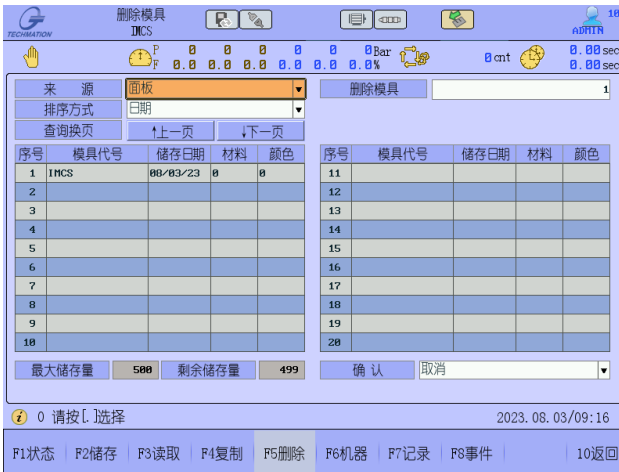 TECHMATION
删除模具
IMCS
10
ADMIN
P 0 0 0 0 0 0Bar 0cnt 0.00sec
F 0.0 0.0 0.0 0.0 0.0 0.0% 0.00sec
来 源 面板 删除模具 1
排序方式 日期
查询换页 ↑上一页 ↓下一页
序号 模具代号 储存日期 材料 颜色 序号 模具代号 储存日期 材料 颜色
1 IMCS 08/03/23 0 0 11
2 12
3 13
4 14
5 15
6 16
7 17
8 18
9 19
10 20
最大储存量 500 剩余储存量 499 确 认 取消
i 0 请按[.]选择 2023.08.03/09:16
F1状态 F2储存 F3读取 F4复制 F5删除 F6机器 F7记录 F8事件 10返回